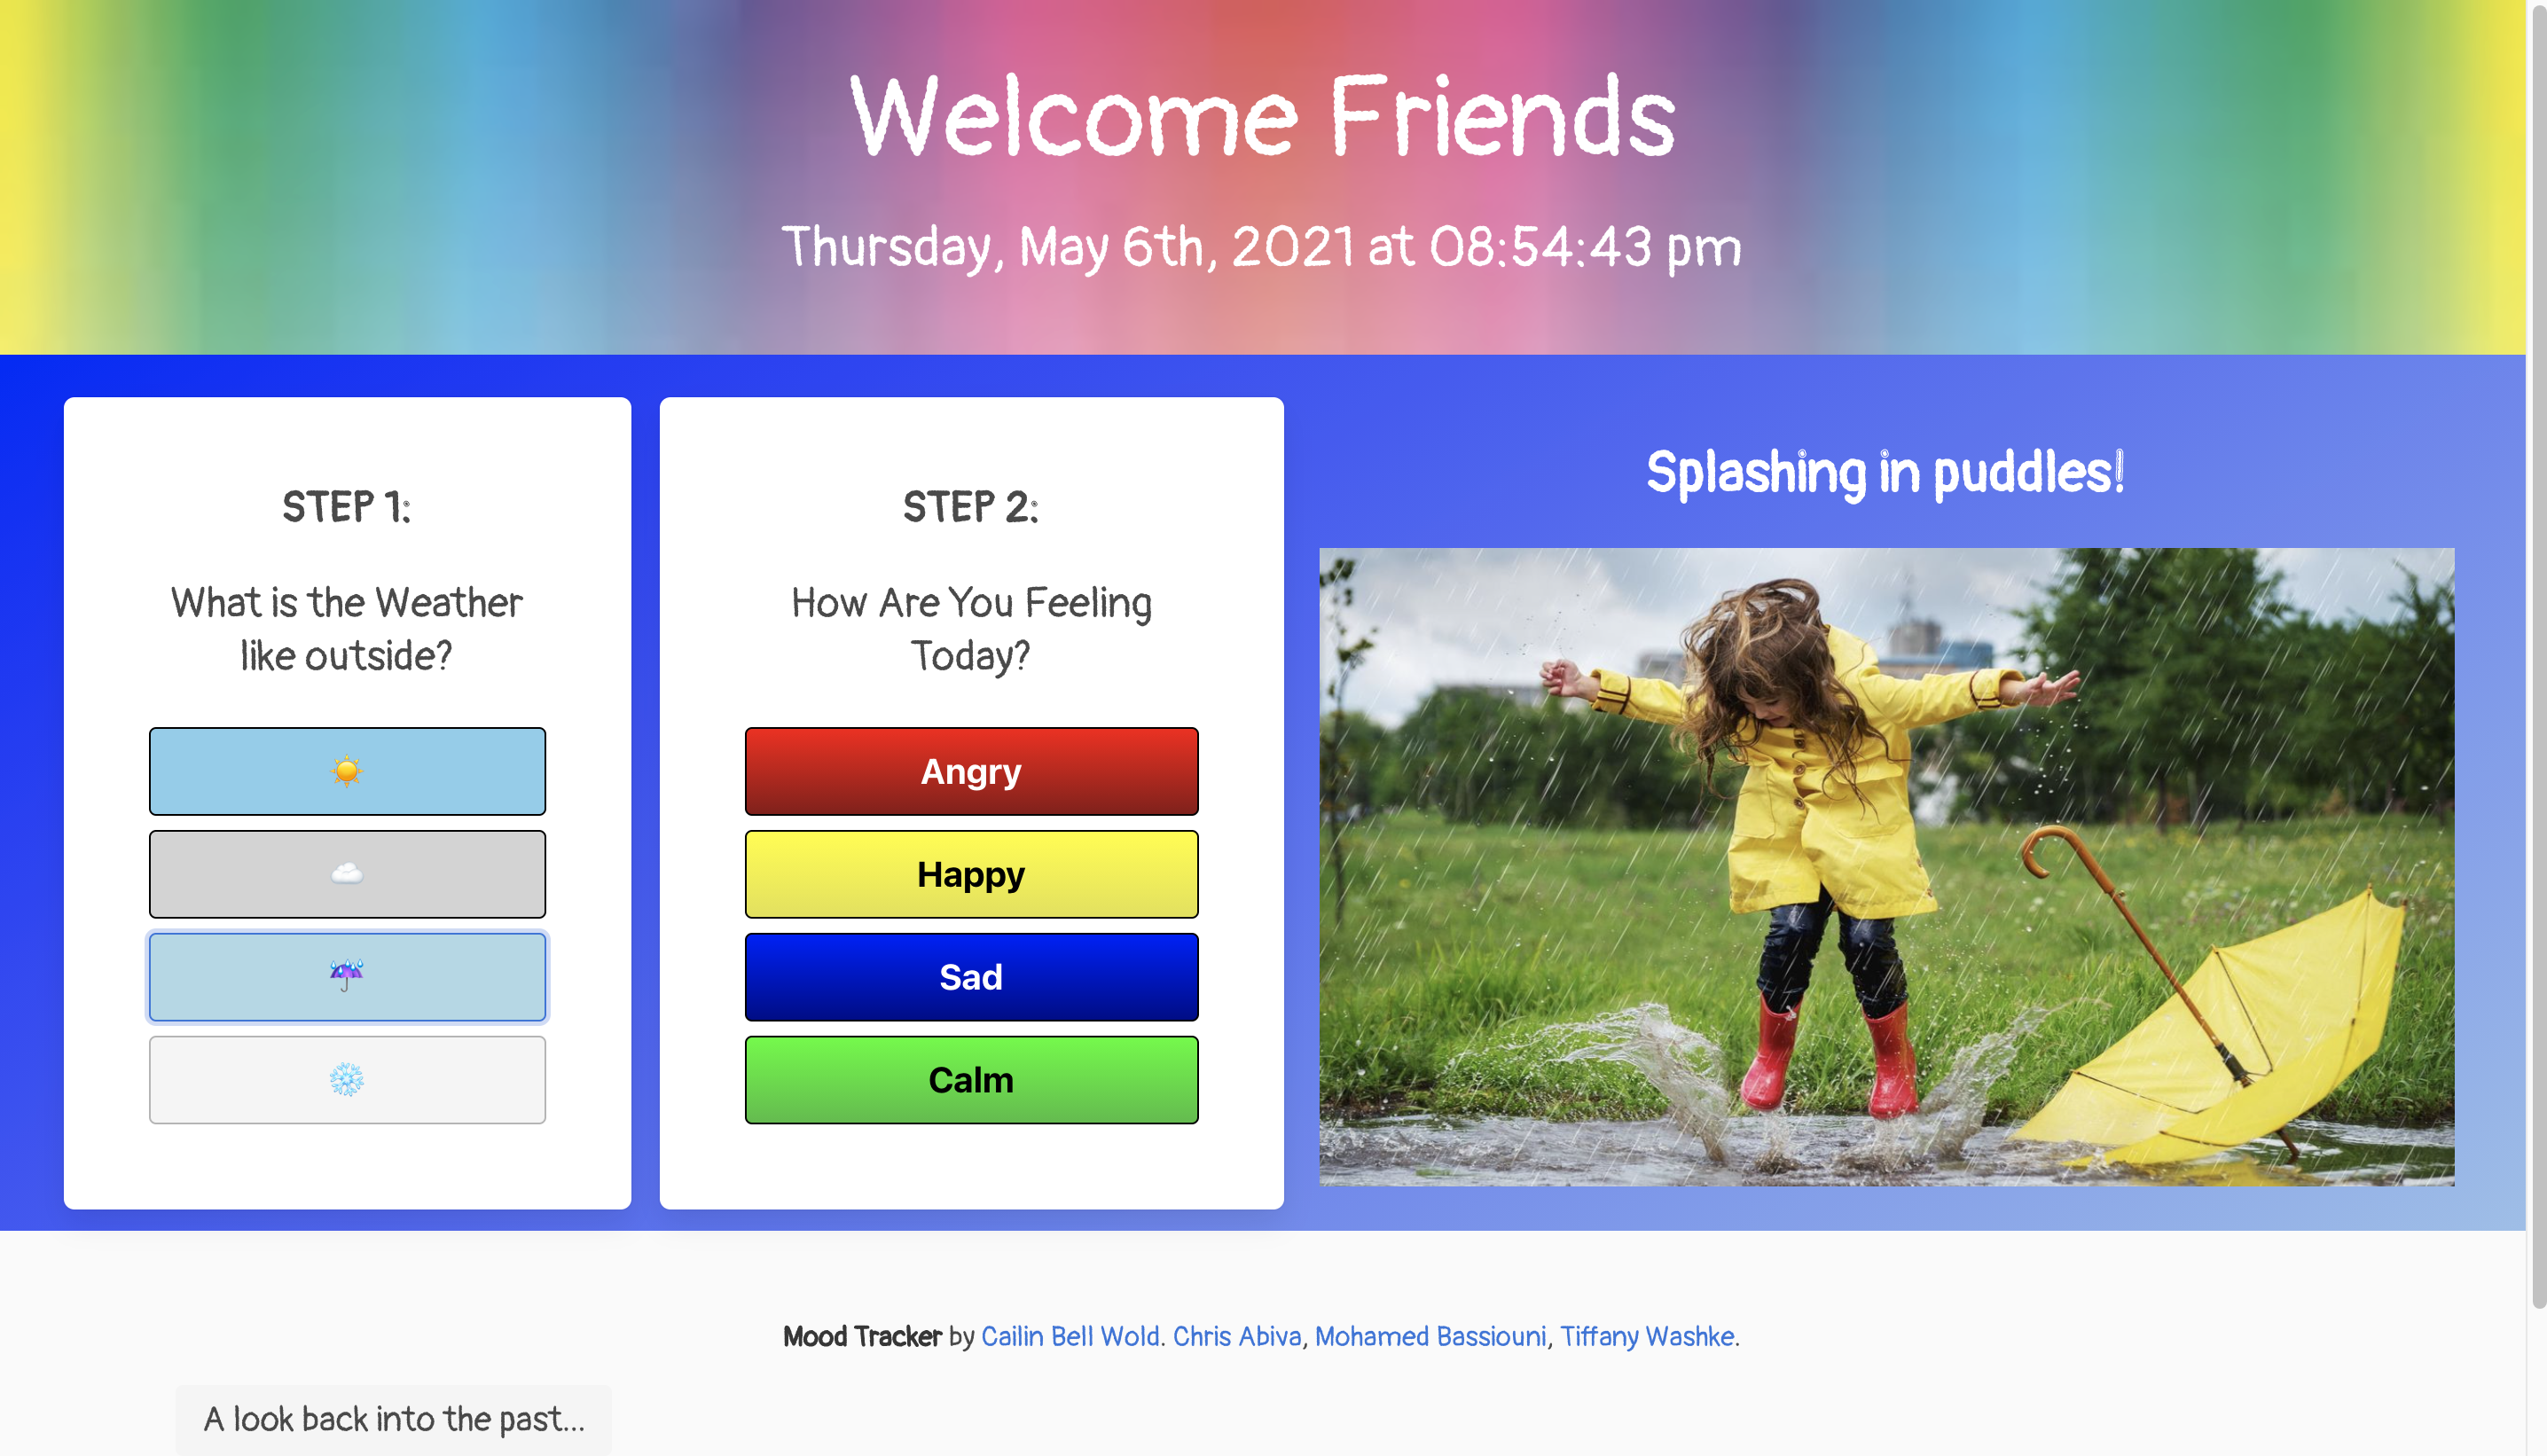 Welcome Friends
Thursday, May 6th, 2021 at 08:54:43 pm
STEP 1:
What is the Weather
like outside?
STEP 2:
How Are You Feeling
Today?
Angry
Happy
Sad
Calm
Splashing in puddles!
Mood Tracker by Cailin Bell Wold. Chris Abiva, Mohamed Bassiouni, Tiffany Washke.
A look back into the past...